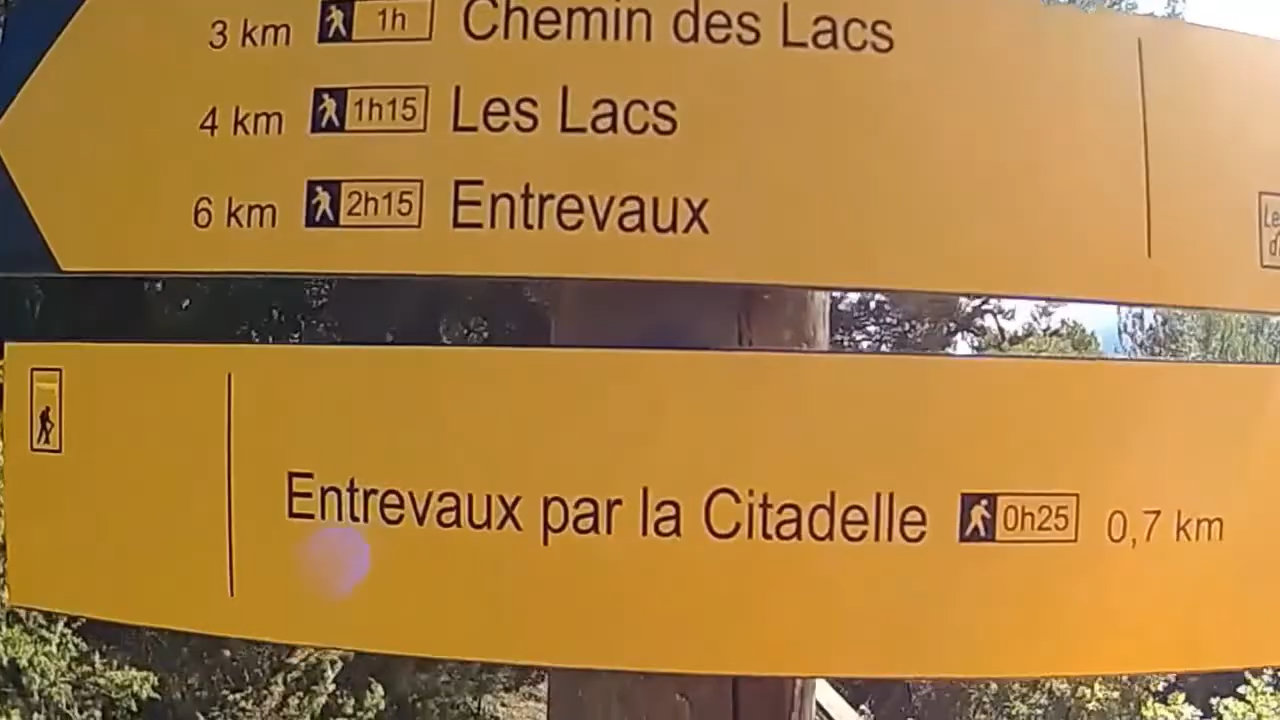 3 km 1h Chemin des Lacs
4 km 1h15 Les Lacs
6 km 2h15 Entrevaux
Le
d'
Entrevaux par la Citadelle 0h25 0,7 km